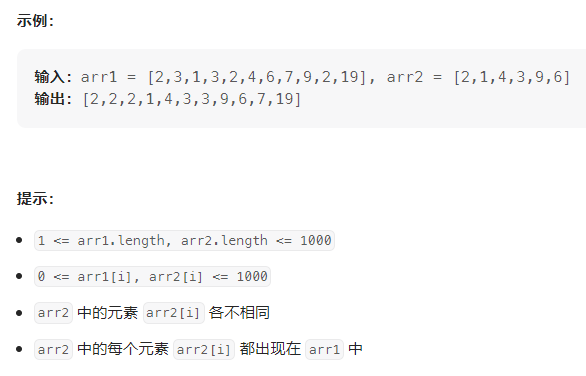 示例：
输入：arr1 = [2,3,1,3,2,4,6,7,9,2,19], arr2 = [2,1,4,3,9,6]
输出：[2,2,2,1,4,3,3,9,6,7,19]
提示：
1 <= arr1.length, arr2.length <= 1000
0 <= arr1[i], arr2[i] <= 1000
arr2 中的元素 arr2[i] 各不相同
arr2 中的每个元素 arr2[i] 都出现在 arr1 中